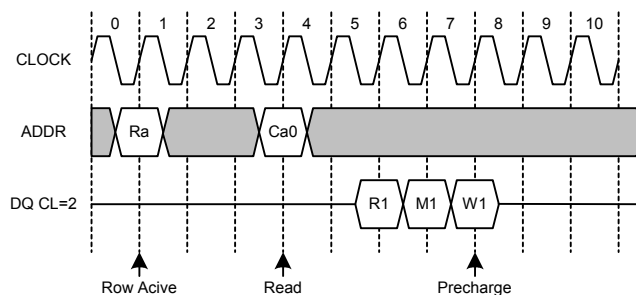 0 1 2 3 4 5 6 7 8 9 10
CLOCK
ADDR Ra Ca0
DQ CL=2 R1 M1 W1
Row Acive Read Precharge